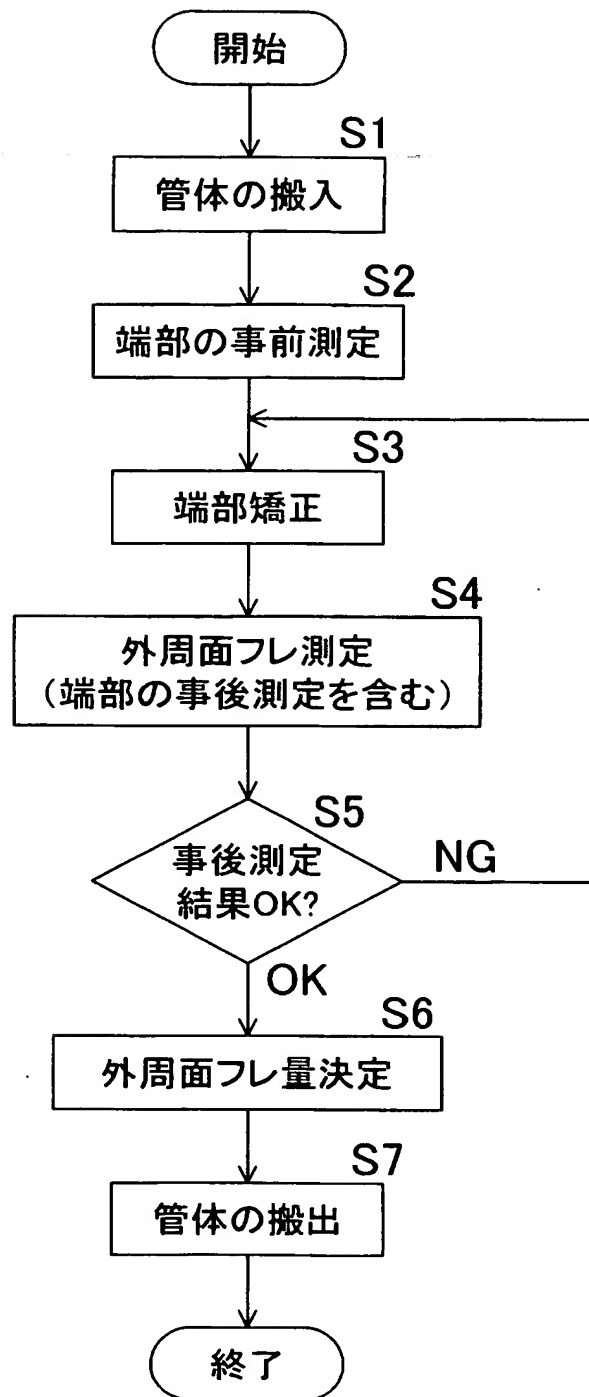 開始
S1
管体の搬入
S2
端部の事前測定
S3
端部矯正
S4
外周面フレ測定
(端部の事後測定を含む)
S5
事後測定
結果OK?
NG
OK
S6
外周面フレ量決定
S7
管体の搬出
終了